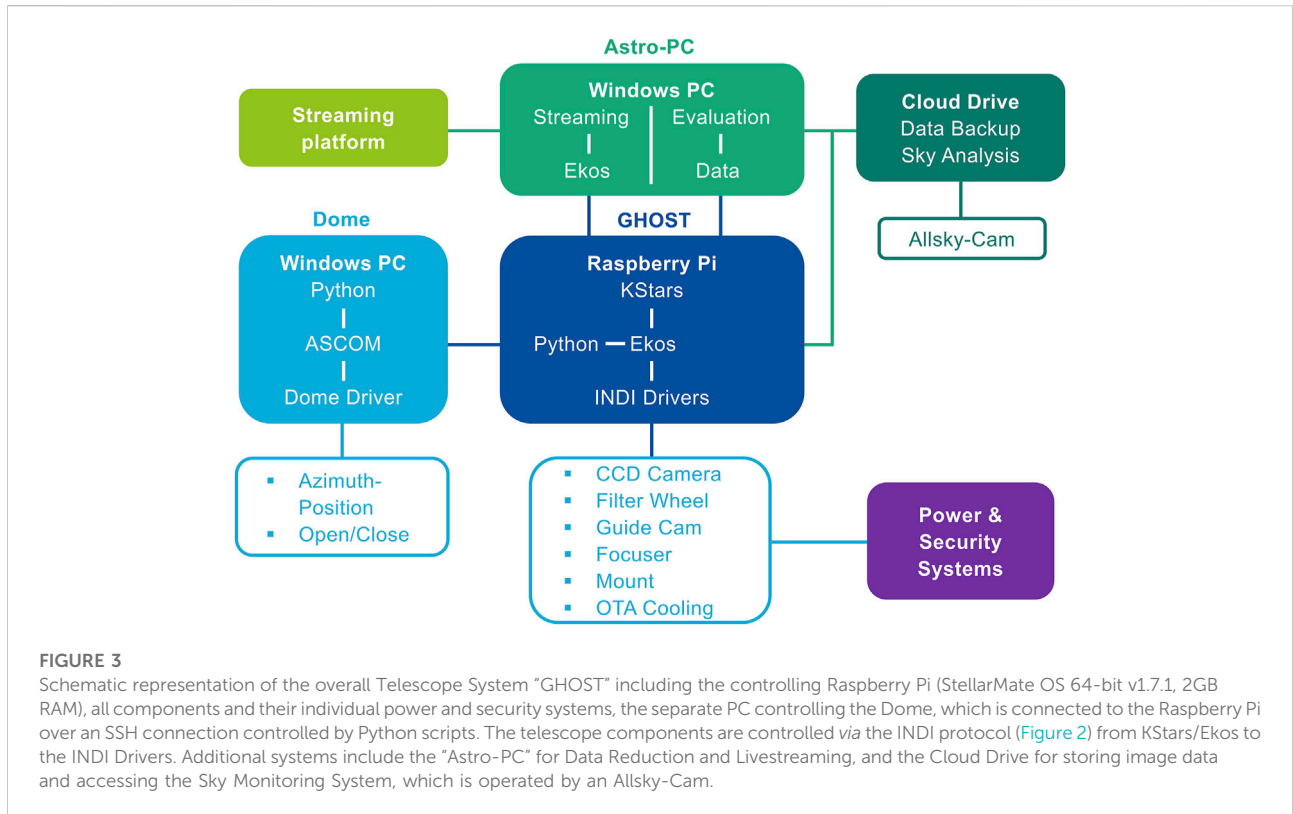 Astro-PC
Streaming
platform
Windows PC
Streaming
Evaluation
Ekos
Data
Cloud Drive
Data Backup
Sky Analysis
Allsky-Cam
Dome
Windows PC
Python
ASCOM
Dome Driver
GHOST
Raspberry Pi
KStars
Python
Ekos
INDI Drivers
▪ Azimuth-
Position
▪ Open/Close
▪ CCD Camera
▪ Filter Wheel
▪ Guide Cam
▪ Focuser
▪ Mount
▪ OTA Cooling
Power &
Security
Systems
FIGURE 3
Schematic representation of the overall Telescope System “GHOST” including the controlling Raspberry Pi (StellarMate OS 64-bit v1.7.1, 2GB
RAM), all components and their individual power and security systems, the separate PC controlling the Dome, which is connected to the Raspberry Pi
over an SSH connection controlled by Python scripts. The telescope components are controlled via the INDI protocol (Figure 2) from KStars/Ekos to
the INDI Drivers. Additional systems include the “Astro-PC” for Data Reduction and Livestreaming, and the Cloud Drive for storing image data
and accessing the Sky Monitoring System, which is operated by an Allsky-Cam.